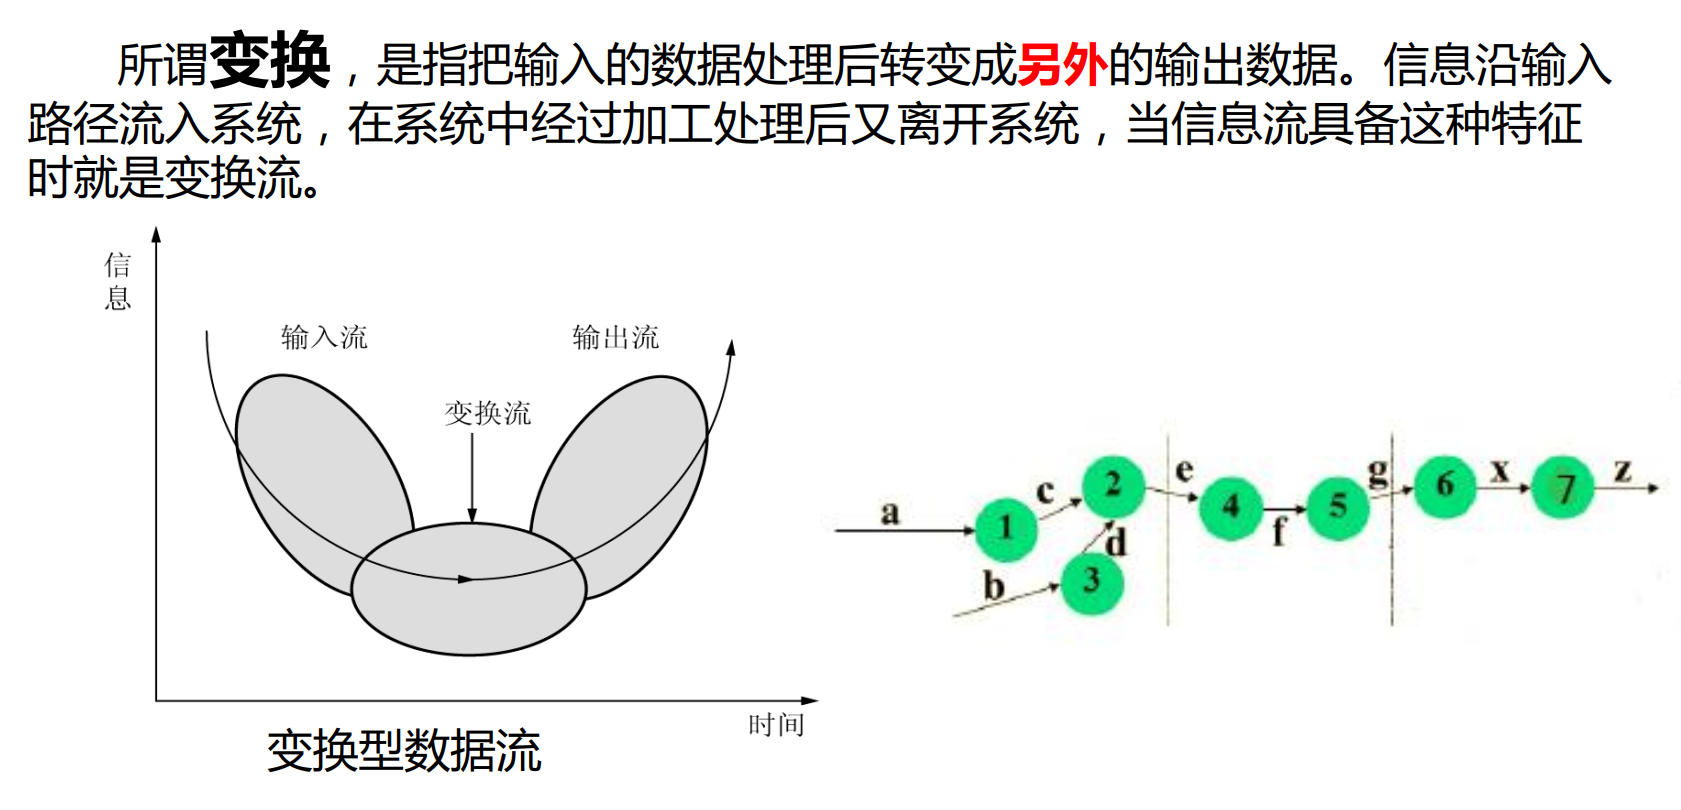 所谓变换，是指把输入的数据处理后转变成另外的输出数据。信息沿输入
路径流入系统，在系统中经过加工处理后又离开系统，当信息流具备这种特征
时就是变换流。
信
息
输入流
输出流
变换流
时间
变换型数据流
a
1
c
2
b
3
d
e
4
f
5
g
6
x
7
z